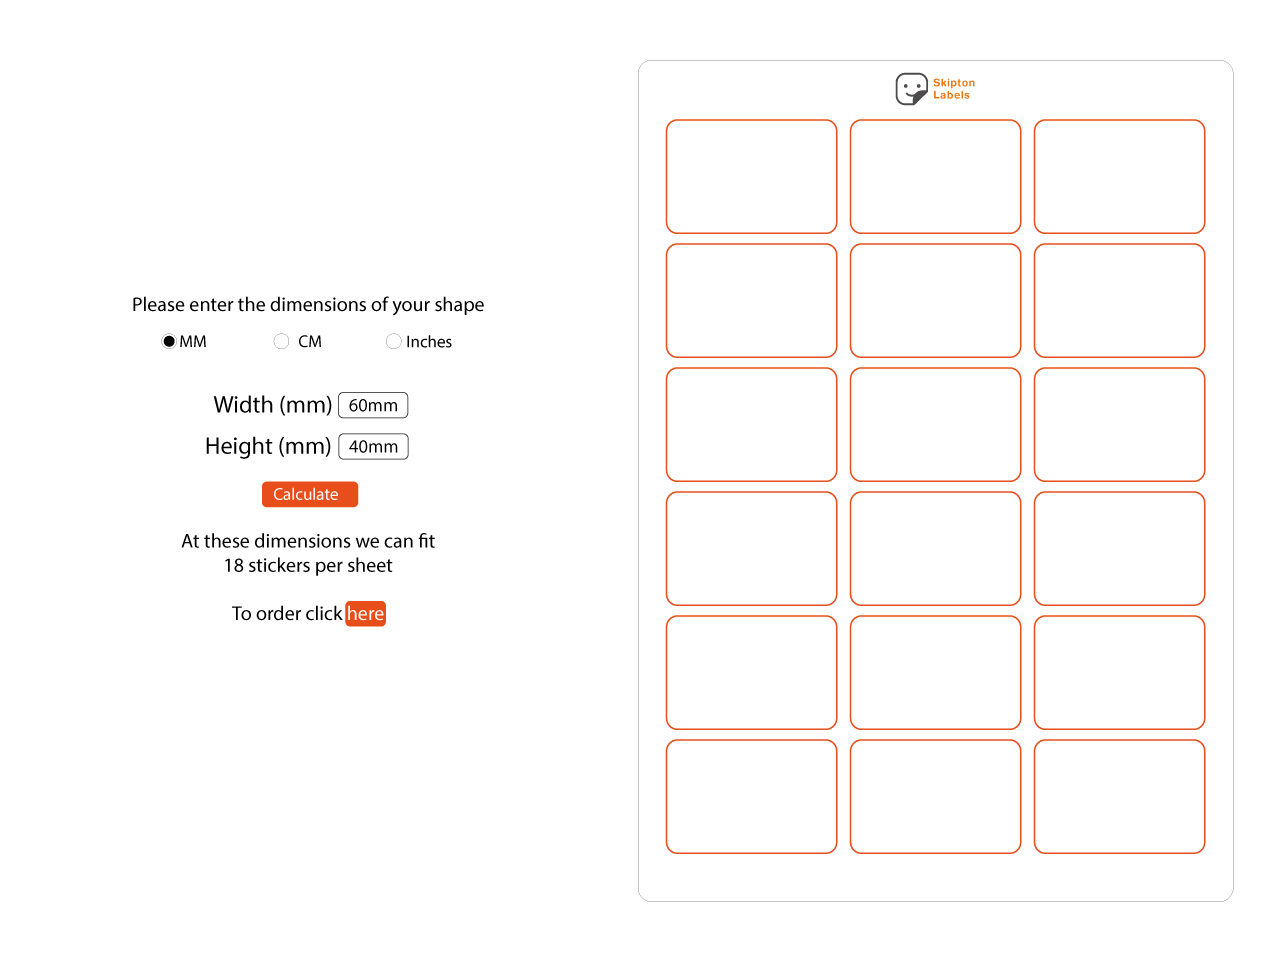 Please enter the dimensions of your shape
MM CM Inches
Width (mm) 60mm
Height (mm) 40mm
Calculate
At these dimensions we can fit
18 stickers per sheet
To order click here
Skipton
Labels